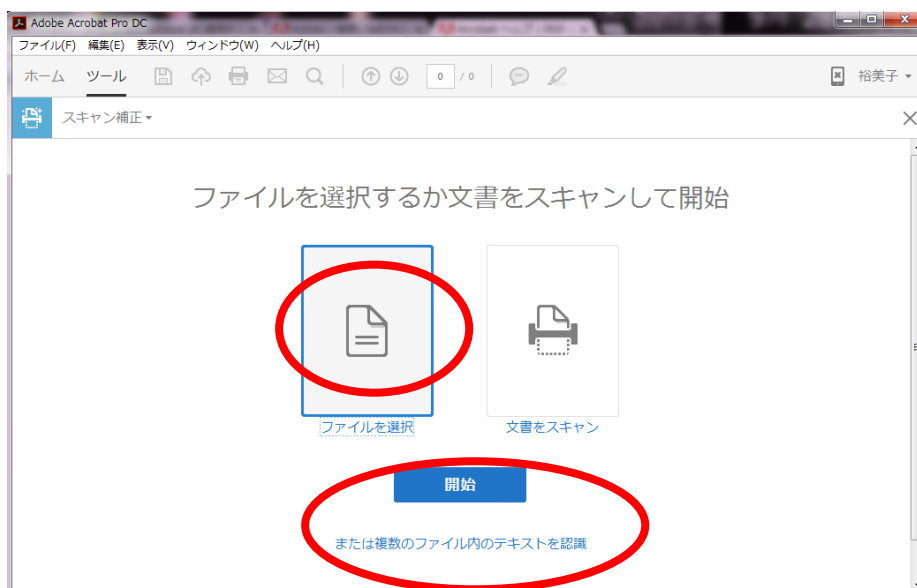 Adobe Acrobat Pro DC
ファイル(F) 編集(E) 表示(V) ウィンドウ(W) ヘルプ(H)
ホーム ツール 0 / 0 裕美子
スキャン補正
ファイルを選択するか文書をスキャンして開始
ファイルを選択 文書をスキャン
開始
または複数のファイル内のテキストを認識